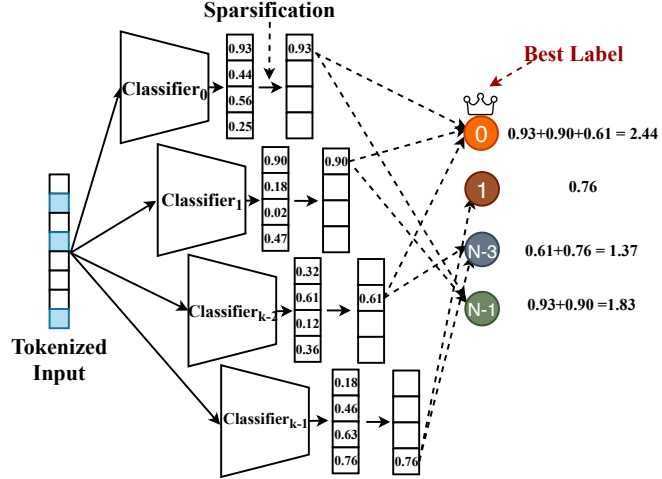 Sparsification
Classifier0
0.93
0.44
0.56
0.25
0.93
Best Label
0
0.93+0.90+0.61 = 2.44
Classifier1
0.90
0.18
0.02
0.47
0.90
1
0.76
Classifierk-2
0.32
0.61
0.12
0.36
0.61
N-3
0.61+0.76 = 1.37
N-1
0.93+0.90 =1.83
Tokenized
Input
Classifierk-1
0.18
0.46
0.63
0.76
0.76